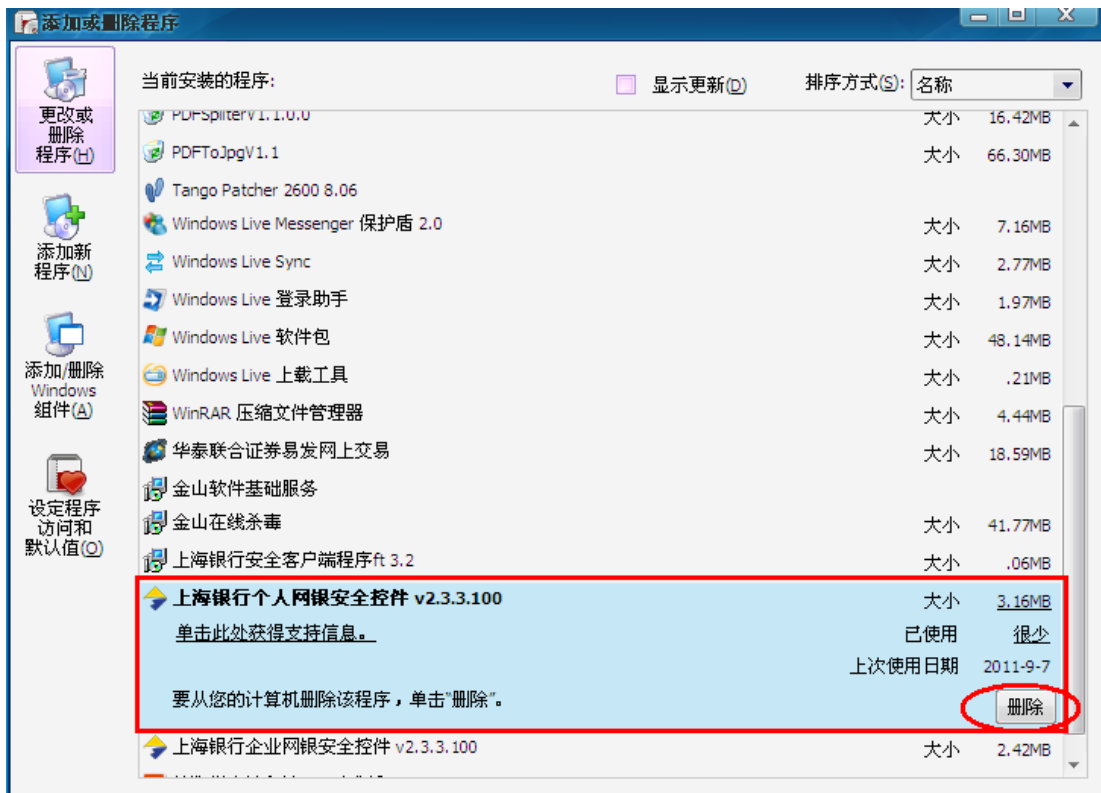 添加或删除程序
更改或
删除
程序(H)
添加新
程序(N)
添加/删除
Windows
组件(A)
设定程序
访问和
默认值(O)
当前安装的程序: 显示更新(D) 排序方式(S): 名称
PDFSpliterV1.1.0.0 大小 16.42MB
PDFToJpgV1.1 大小 66.30MB
Tango Patcher 2600 8.06
Windows Live Messenger 保护盾 2.0 大小 7.16MB
Windows Live Sync 大小 2.77MB
Windows Live 登录助手 大小 1.97MB
Windows Live 软件包 大小 48.14MB
Windows Live 上载工具 大小 .21MB
WinRAR 压缩文件管理器 大小 4.44MB
华泰联合证券易发网上交易 大小 18.59MB
金山软件基础服务
金山在线杀毒 大小 41.77MB
上海银行安全客户端程序ft 3.2 大小 .06MB
上海银行个人网银安全控件 v2.3.3.100 大小 3.16MB
单击此处获得支持信息。 已使用 很少
上次使用日期 2011-9-7
要从您的计算机删除该程序，单击"删除"。 删除
上海银行企业网银安全控件 v2.3.3.100 大小 2.42MB